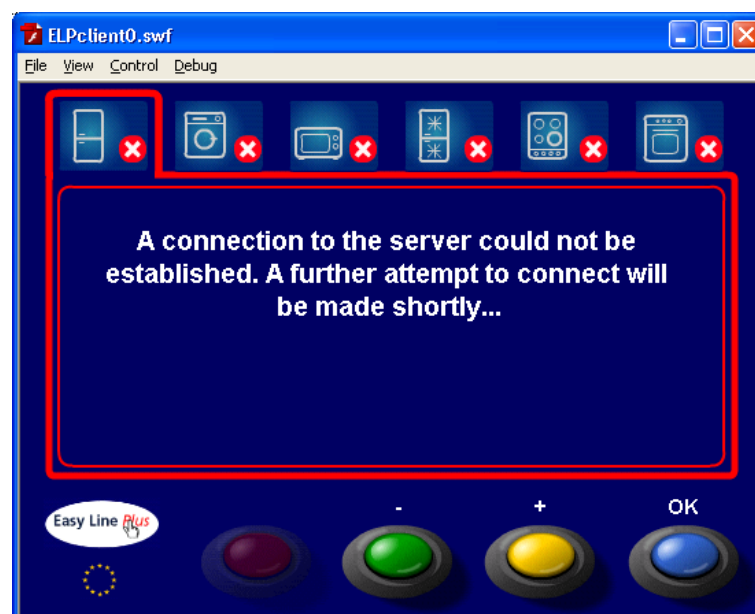 ELPclient0.swf
File View Control Debug
A connection to the server could not be
established. A further attempt to connect will
be made shortly...
- + OK
Easy Line Plus